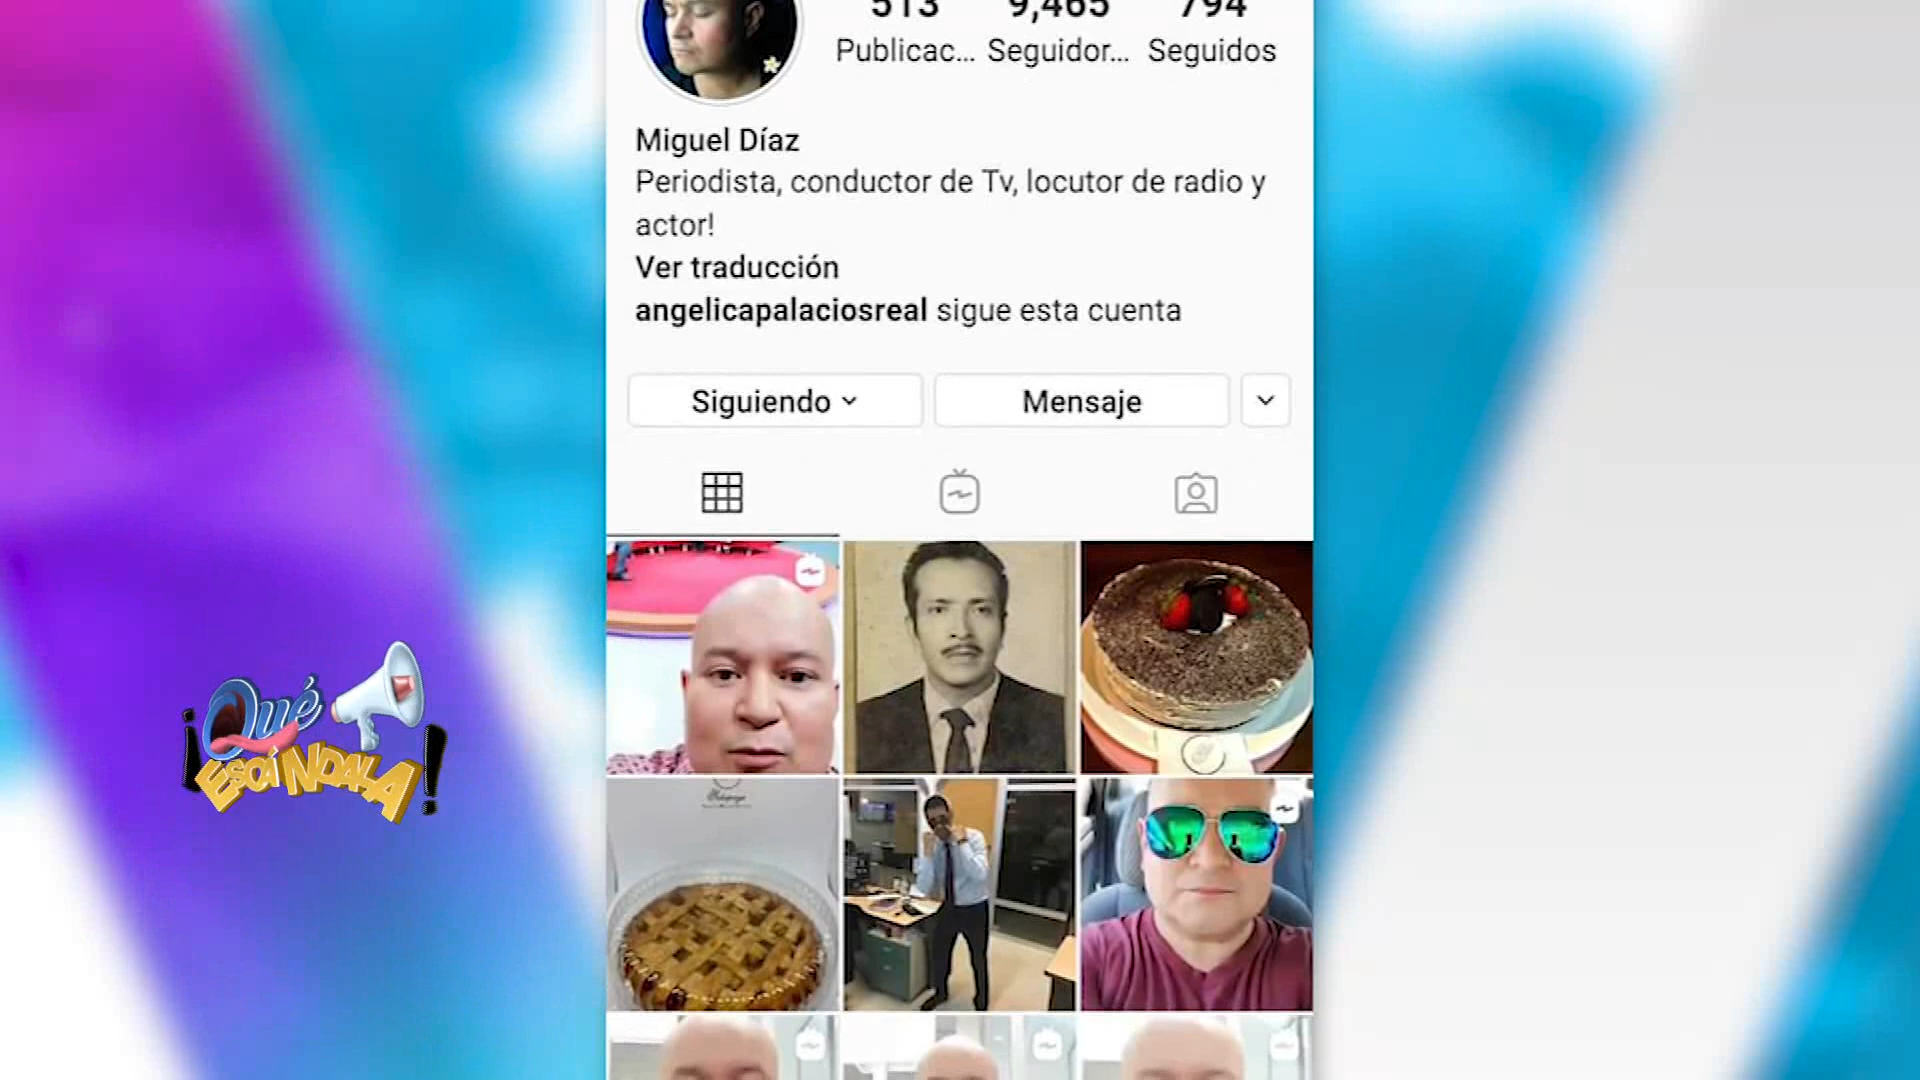 513 9,465 794
Publicac... Seguidor... Seguidos
Miguel Díaz
Periodista, conductor de Tv, locutor de radio y
actor!
Ver traducción
angelicapalaciosreal sigue esta cuenta
Siguiendo Mensaje
¡Qué
ESCÁNDALA!